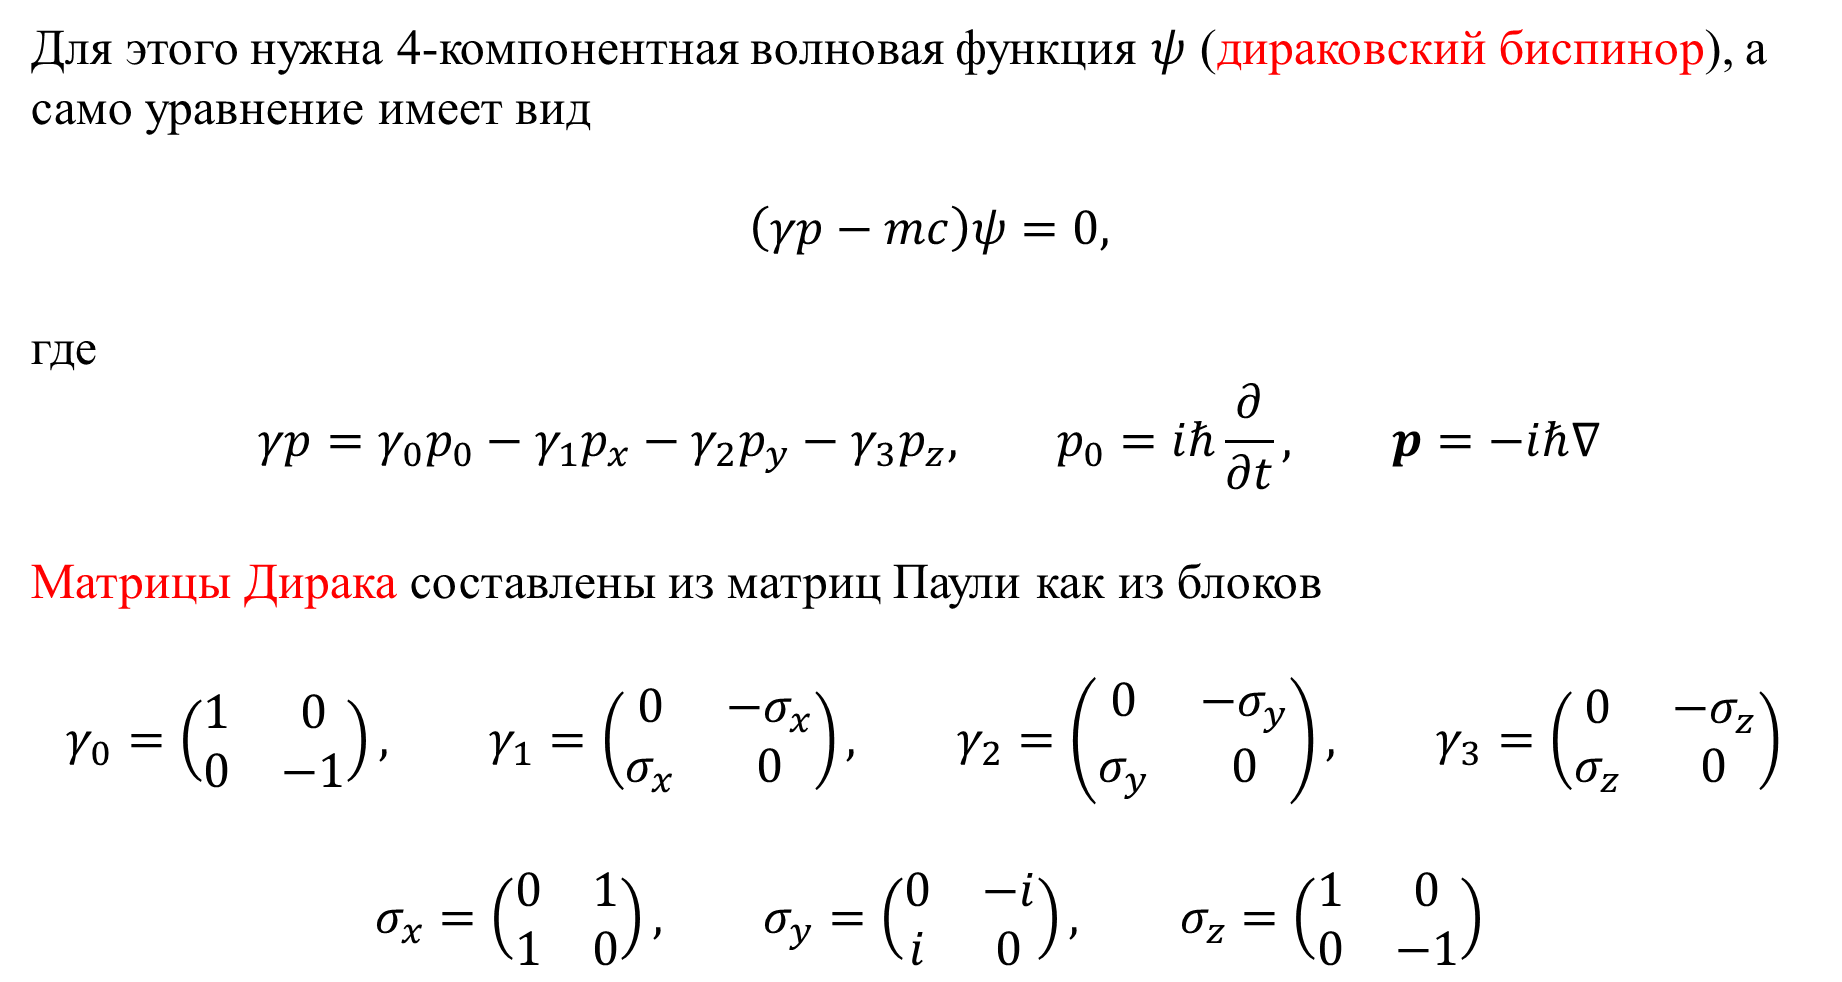 Для этого нужна 4-компонентная волновая функция ψ (дираковский биспинор), а
само уравнение имеет вид
(γp − mc)ψ = 0,
где
γp = γ₀p₀ − γ₁pₓ − γ₂p_y − γ₃p_z, p₀ = iħ ∂/∂t, 𝒑 = −iħ∇
Матрицы Дирака составлены из матриц Паули как из блоков
γ₀ = (1 0; 0 −1), γ₁ = (0 −σₓ; σₓ 0), γ₂ = (0 −σ_y; σ_y 0), γ₃ = (0 −σ_z; σ_z 0)
σₓ = (0 1; 1 0), σ_y = (0 −i; i 0), σ_z = (1 0; 0 −1)